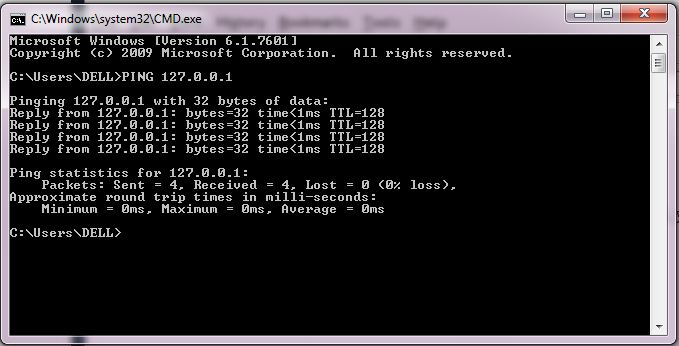 C:\Windows\system32\CMD.exe
History Bookmarks Tools Help
Microsoft Windows [Version 6.1.7601]
Copyright (c) 2009 Microsoft Corporation.  All rights reserved.
C:\Users\DELL>PING 127.0.0.1
Pinging 127.0.0.1 with 32 bytes of data:
Reply from 127.0.0.1: bytes=32 time<1ms TTL=128
Reply from 127.0.0.1: bytes=32 time<1ms TTL=128
Reply from 127.0.0.1: bytes=32 time<1ms TTL=128
Reply from 127.0.0.1: bytes=32 time<1ms TTL=128
Ping statistics for 127.0.0.1:
    Packets: Sent = 4, Received = 4, Lost = 0 (0% loss),
Approximate round trip times in milli-seconds:
    Minimum = 0ms, Maximum = 0ms, Average = 0ms
C:\Users\DELL>